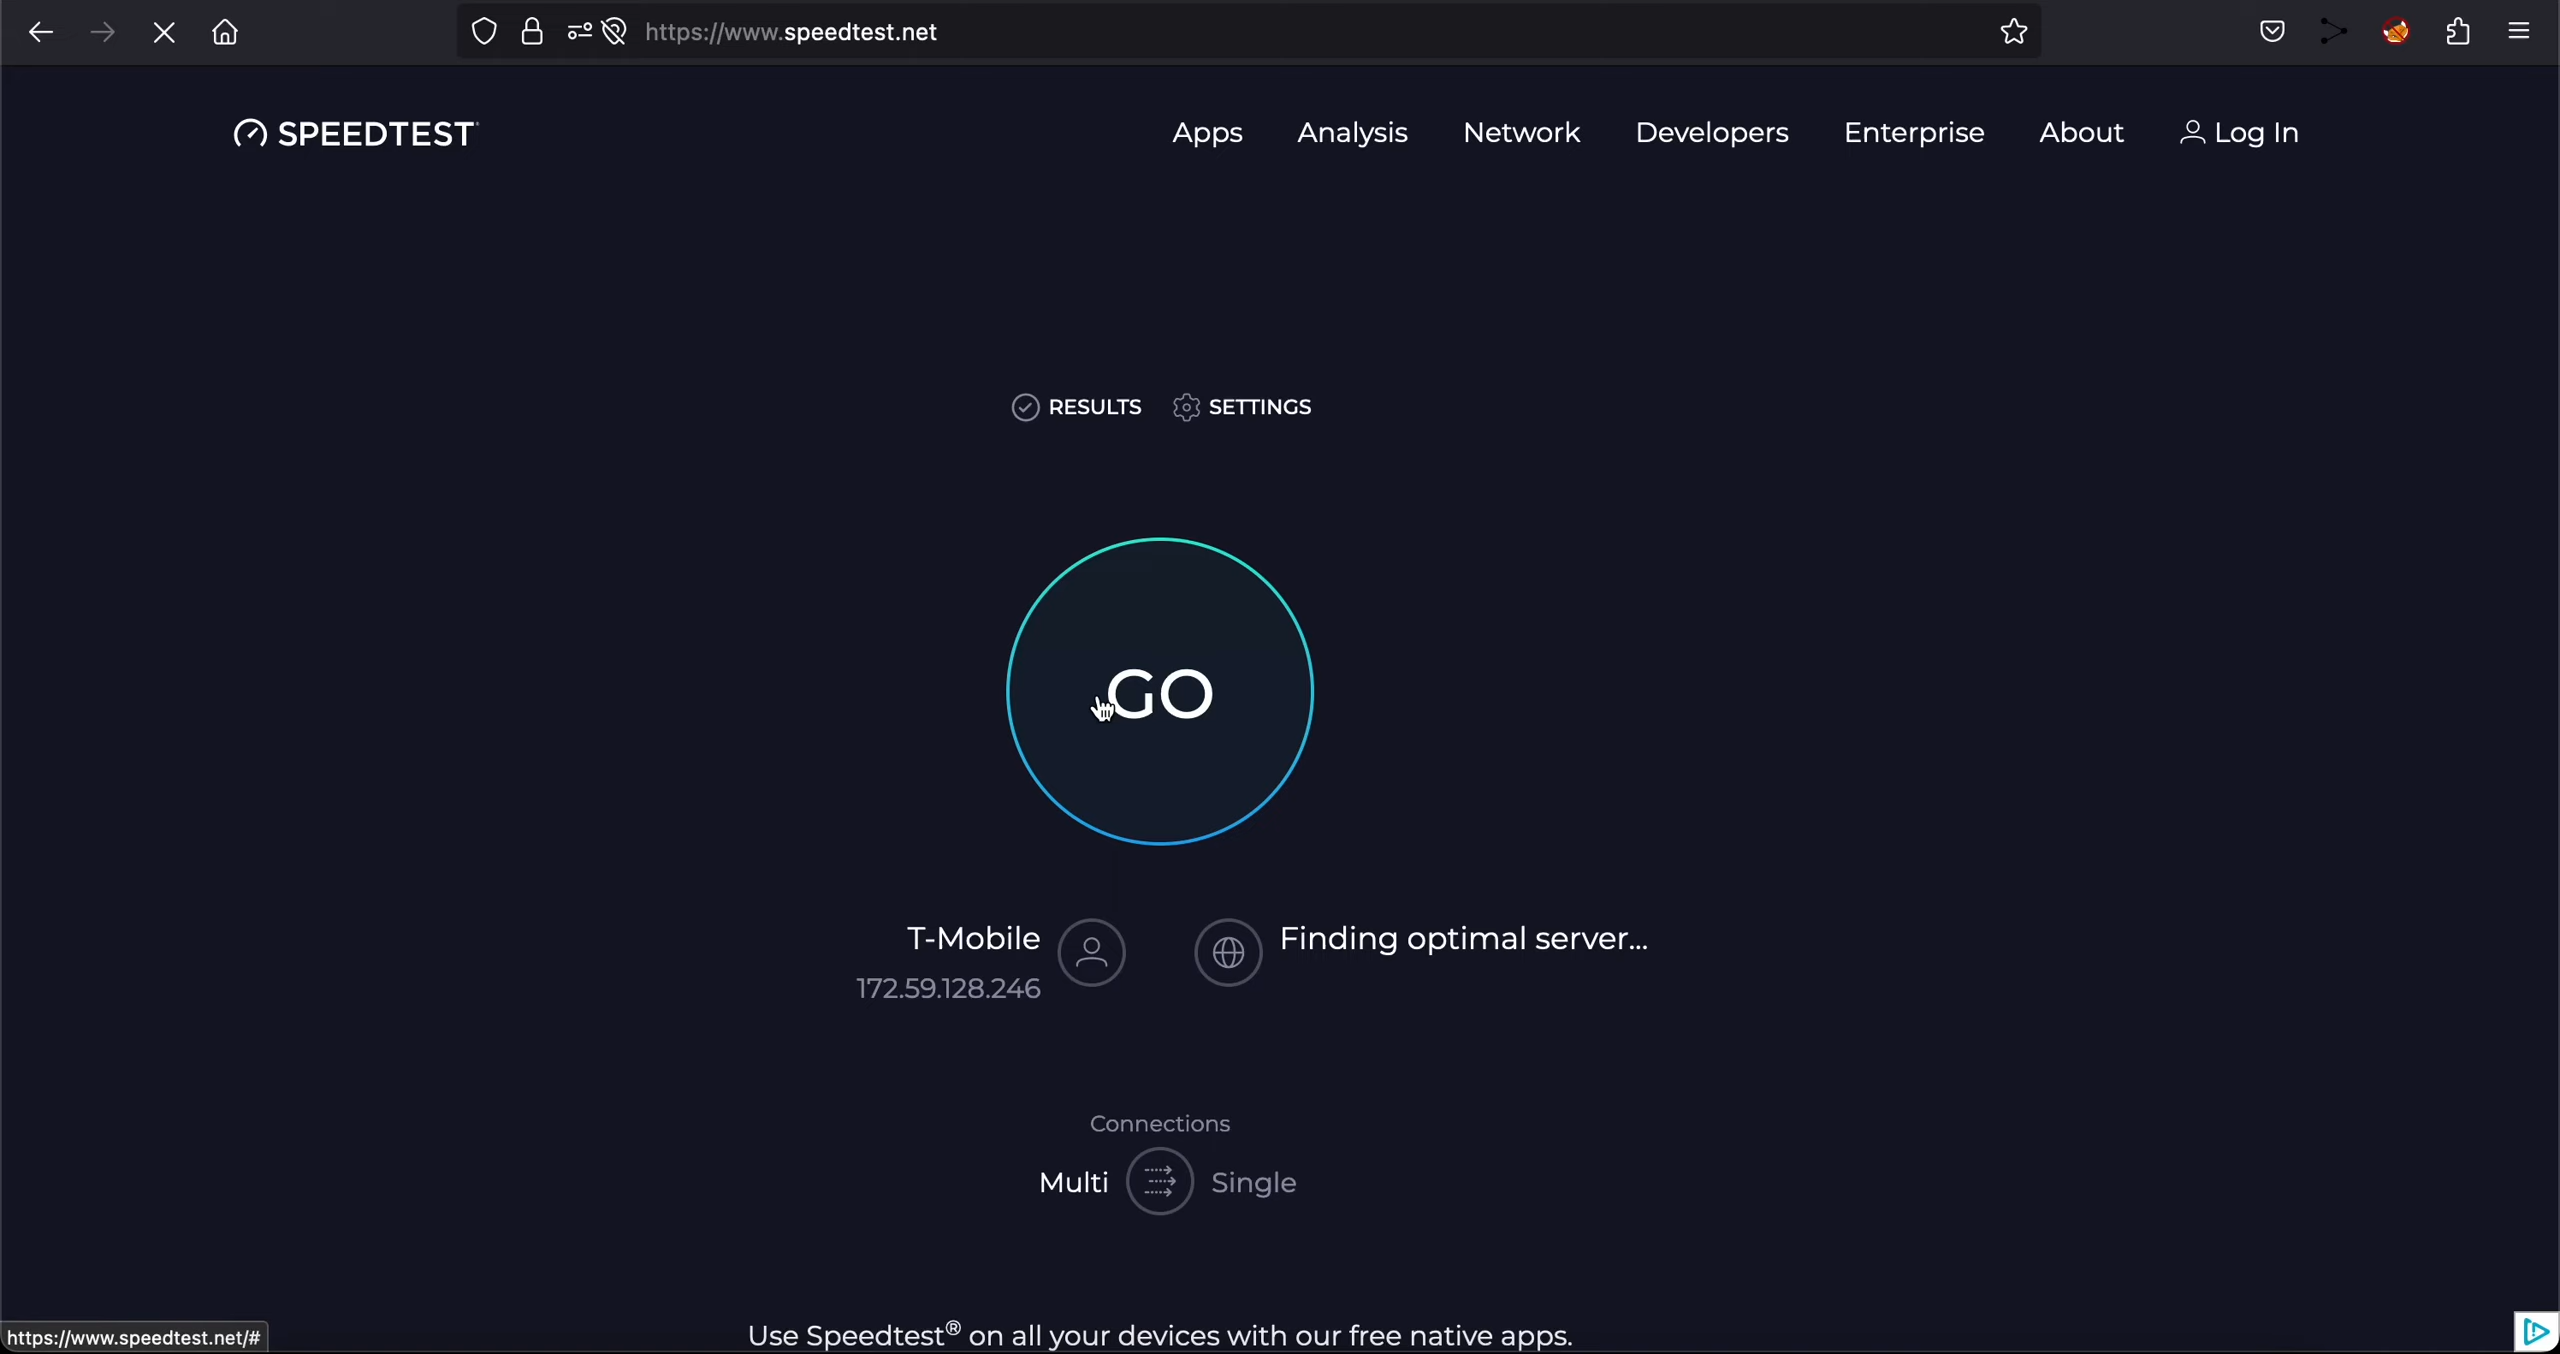 https://www.speedtest.net
SPEEDTEST
Apps Analysis Network Developers Enterprise About Log In
RESULTS SETTINGS
GO
T-Mobile
172.59.128.246
Finding optimal server...
Connections
Multi Single
Use Speedtest® on all your devices with our free native apps.
https://www.speedtest.net/#